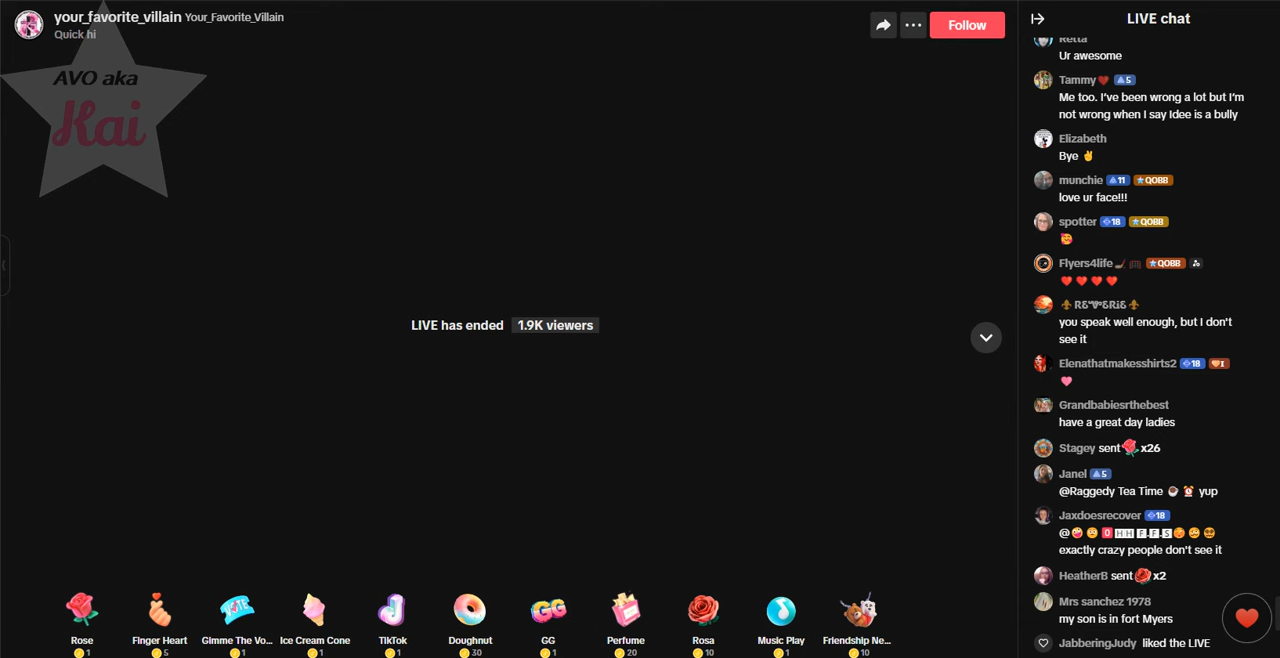 your_favorite_villain Your_Favorite_Villain
Quick hi
Follow
AVO aka
Kai
LIVE has ended 1.9K viewers
Rose
1
Finger Heart
5
Gimme The Vo...
1
Ice Cream Cone
1
TikTok
1
Doughnut
30
GG
1
Perfume
20
Rosa
10
Music Play
1
Friendship Ne...
10
LIVE chat
Retta
Ur awesome
Tammy❤️ 5
Me too. I've been wrong a lot but I'm
not wrong when I say Idee is a bully
Elizabeth
Bye ✌️
munchie 11 QOBB
love ur face!!!
spotter 18 QOBB
🥰
Flyers4life QOBB
❤️ ❤️ ❤️ ❤️
you speak well enough, but I don't
see it
Elenathatmakesshirts2 18 I
🩷
Grandbabiesrthebest
have a great day ladies
Stagey sent x26
Janel 5
@Raggedy Tea Time ☕ ⏰ yup
Jaxdoesrecover 18
exactly crazy people don't see it
HeatherB sent x2
Mrs sanchez 1978
my son is in fort Myers
JabberingJudy liked the LIVE